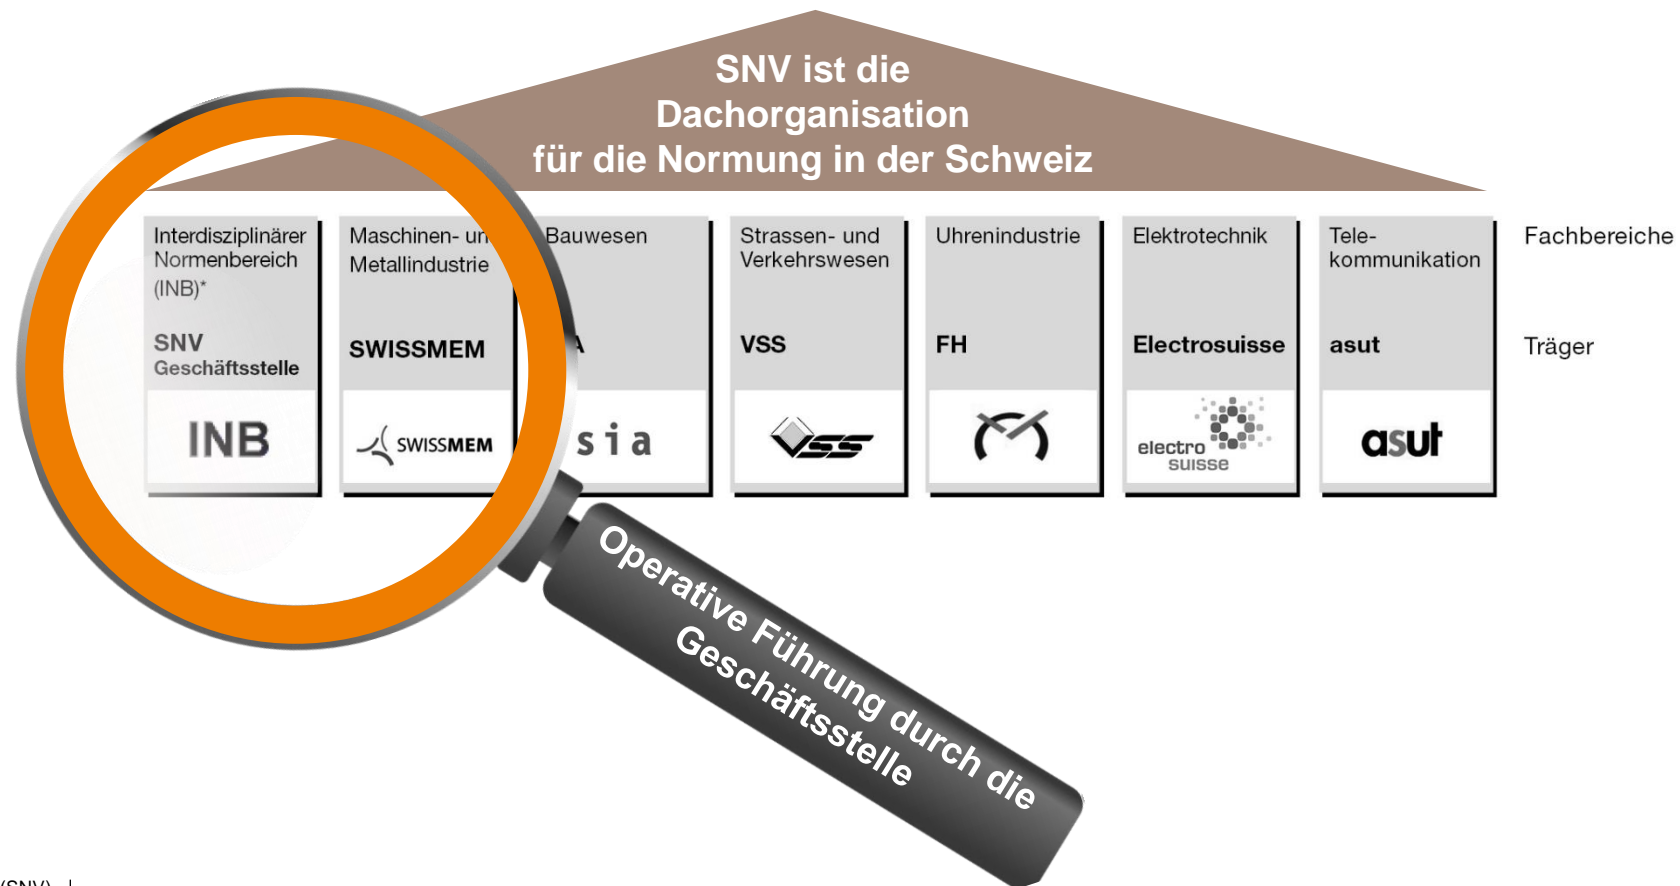 SNV ist die
Dachorganisation
für die Normung in der Schweiz
Interdisziplinärer
Normenbereich
(INB)*
SNV
Geschäftsstelle
INB
Maschinen- un
Metallindustrie
SWISSMEM
SWISSMEM
Bauwesen
A
sia
Strassen- und
Verkehrswesen
VSS
VSS
Uhrenindustrie
FH
Elektrotechnik
Electrosuisse
electro
suisse
Tele-
kommunikation
asut
asut
Fachbereiche
Träger
Operative Führung durch die
Geschäftsstelle
(SNV) |